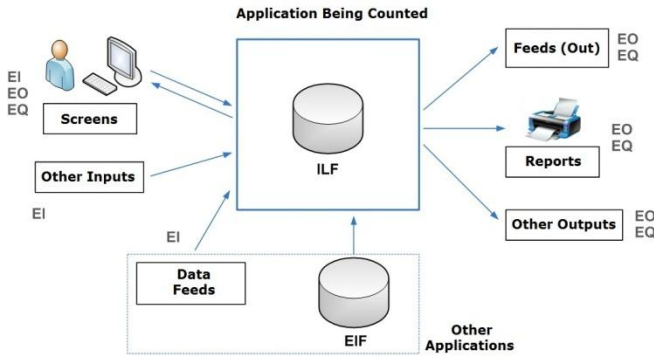 Application Being Counted
EI
EO
EQ
Screens
Other Inputs
EI
EI
Data
Feeds
ILF
EIF
Other
Applications
Feeds (Out)
EO
EQ
Reports
EO
EQ
Other Outputs
EO
EQ